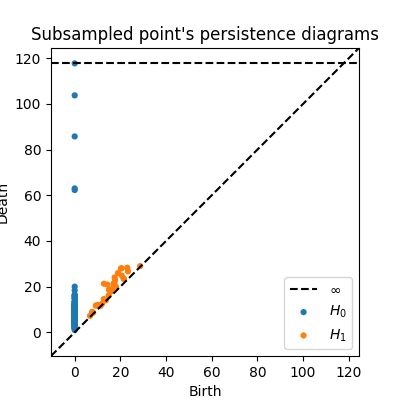 Subsampled point's persistence diagrams
120
100
80
60
40
20
0
Death
0 20 40 60 80 100 120
Birth
∞
H₀
H₁